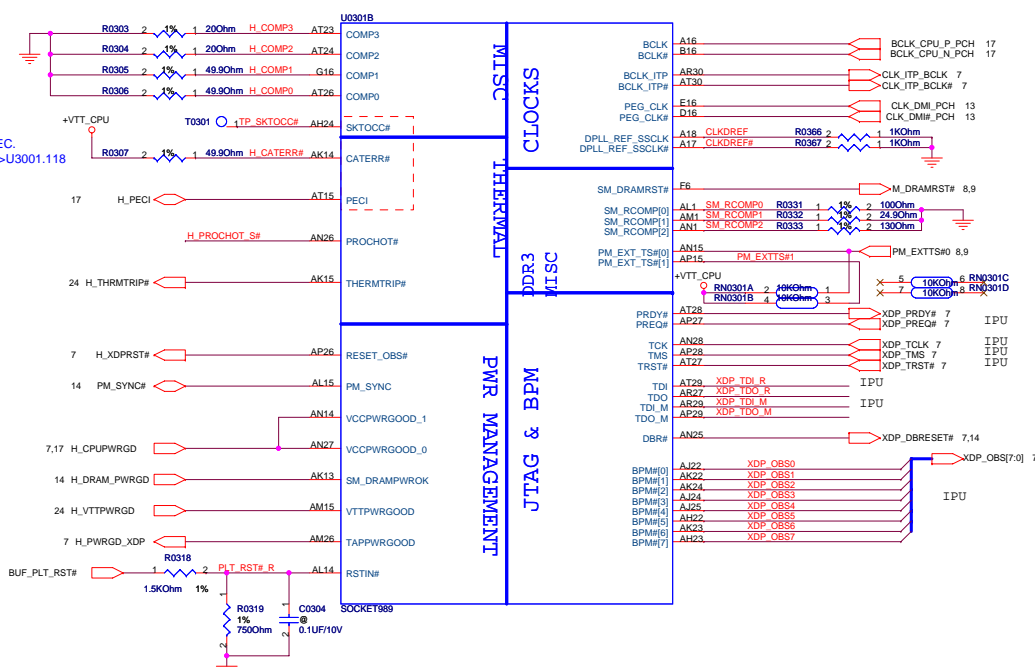 U0301B
R0303 2 1% 1 20Ohm H_COMP3 AT23 COMP3
R0304 2 1% 1 20Ohm H_COMP2 AT24 COMP2
R0305 2 1% 1 49.9Ohm H_COMP1 G16 COMP1
R0306 2 1% 1 49.9Ohm H_COMP0 AT26 COMP0
T0301 1 TP_SKTOCC# AH24 SKTOCC#
+VTT_CPU
EC.
>U3001.118
R0307 2 1% 1 49.9Ohm H_CATERR# AK14 CATERR#
17 H_PECI AT15 PECI
H_PROCHOT_S# AN26 PROCHOT#
24 H_THRMTRIP# AK15 THERMTRIP#
7 H_XDPRST# AP26 RESET_OBS#
14 PM_SYNC# AL15 PM_SYNC
AN14 VCCPWRGOOD_1
7,17 H_CPUPWRGD AN27 VCCPWRGOOD_0
14 H_DRAM_PWRGD AK13 SM_DRAMPWROK
24 H_VTTPWRGD AM15 VTTPWRGOOD
7 H_PWRGD_XDP AM26 TAPPWRGOOD
BUF_PLT_RST# 1 R0318 2 PLT_RST#_R AL14 RSTIN#
1.5KOhm 1%
SOCKET989
1 R0319 1% 750Ohm 2
1 C0304 @ 0.1UF/10V 2
MISC
THERMAL
PWR MANAGEMENT
CLOCKS
DDR3
MISC
JTAG & BPM
BCLK A16 BCLK_CPU_P_PCH 17
BCLK# B16 BCLK_CPU_N_PCH 17
BCLK_ITP AR30 CLK_ITP_BCLK 7
BCLK_ITP# AT30 CLK_ITP_BCLK# 7
PEG_CLK E16 CLK_DMI_PCH 13
PEG_CLK# D16 CLK_DMI#_PCH 13
DPLL_REF_SSCLK A18 CLKDREF R0366 2 1 1KOhm
DPLL_REF_SSCLK# A17 CLKDREF# R0367 2 1 1KOhm
SM_DRAMRST# F6 M_DRAMRST# 8,9
SM_RCOMP[0] AL1 SM_RCOMP0 R0331 1 1% 2 100Ohm
SM_RCOMP[1] AM1 SM_RCOMP1 R0332 1 1% 2 24.9Ohm
SM_RCOMP[2] AN1 SM_RCOMP2 R0333 1 1% 2 130Ohm
PM_EXT_TS#[0] AN15 PM_EXTTS#0 8,9
PM_EXT_TS#[1] AP15 PM_EXTTS#1
+VTT_CPU
RN0301A 2 10KOhm 1
RN0301B 4 10KOhm 3
5 10KOhm 6 RN0301C
7 10KOhm 8 RN0301D
PRDY# AT28 XDP_PRDY# 7
PREQ# AP27 XDP_PREQ# 7 IPU
TCK AN28 XDP_TCLK 7 IPU
TMS AP28 XDP_TMS 7 IPU
TRST# AT27 XDP_TRST# 7 IPU
TDI AT29 XDP_TDI_R IPU
TDO AR27 XDP_TDO_R
TDI_M AR29 XDP_TDI_M IPU
TDO_M AP29 XDP_TDO_M
DBR# AN25 XDP_DBRESET# 7,14
XDP_OBS[7:0] 7
BPM#[0] AJ22 XDP_OBS0
BPM#[1] AK22 XDP_OBS1
BPM#[2] AK24 XDP_OBS2
BPM#[3] AJ24 XDP_OBS3
BPM#[4] AJ25 XDP_OBS4
BPM#[5] AH22 XDP_OBS5
BPM#[6] AK23 XDP_OBS6
BPM#[7] AH23 XDP_OBS7
IPU